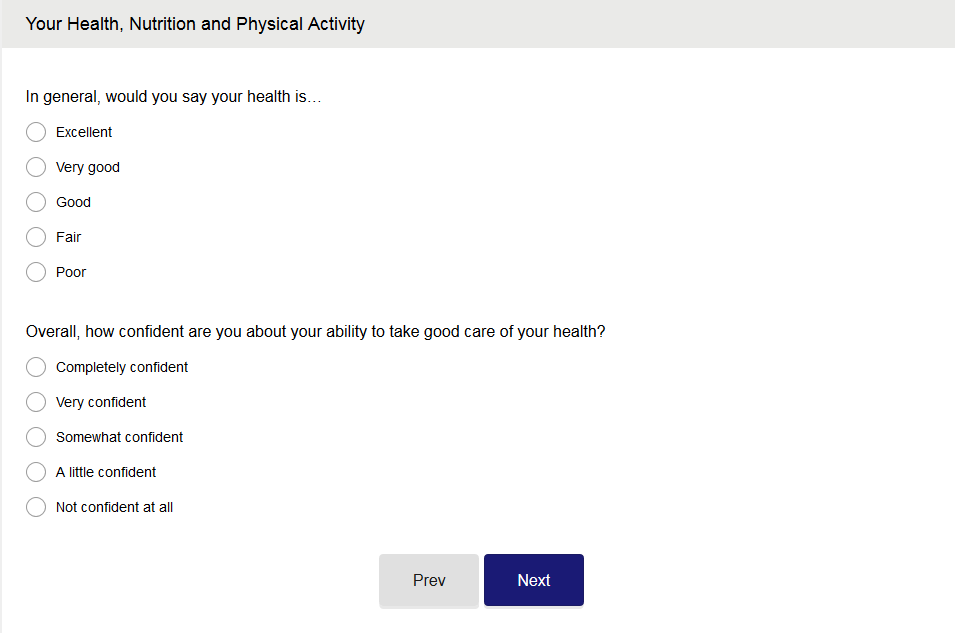 Your Health, Nutrition and Physical Activity
In general, would you say your health is…
Excellent
Very good
Good
Fair
Poor
Overall, how confident are you about your ability to take good care of your health?
Completely confident
Very confident
Somewhat confident
A little confident
Not confident at all
Prev
Next